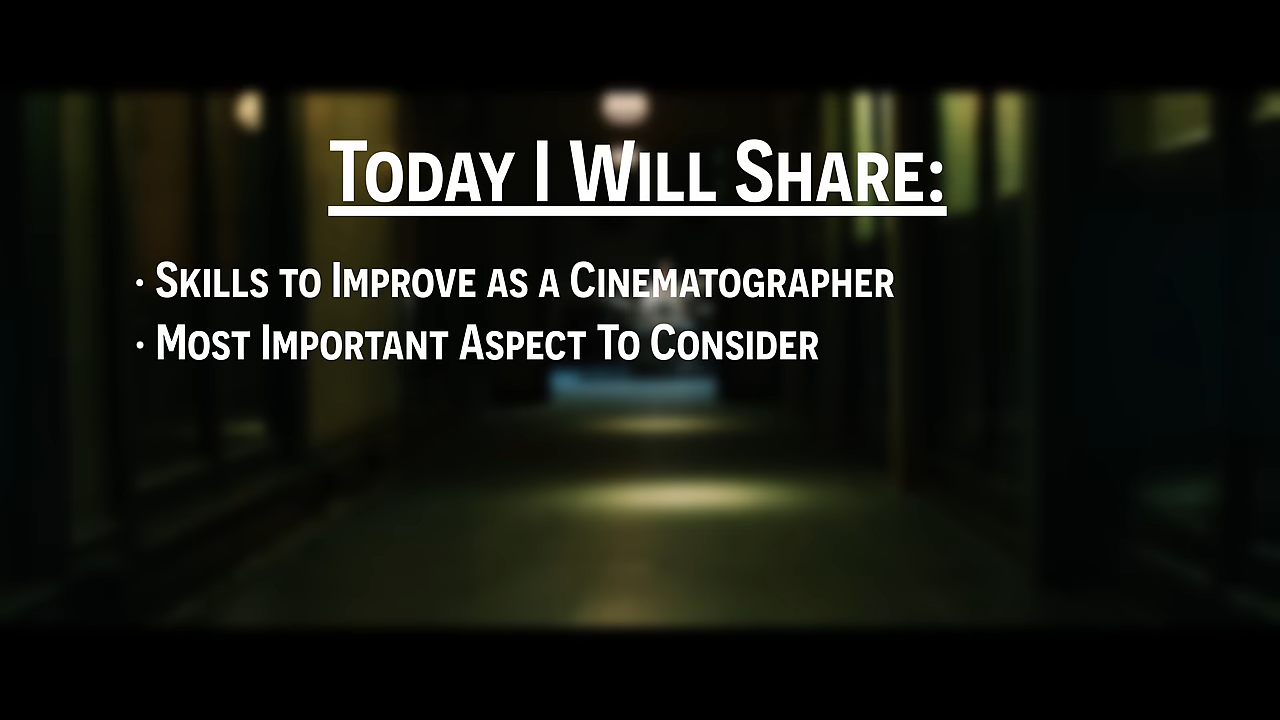 Today I Will Share:
· Skills to Improve as a Cinematographer
· Most Important Aspect To Consider